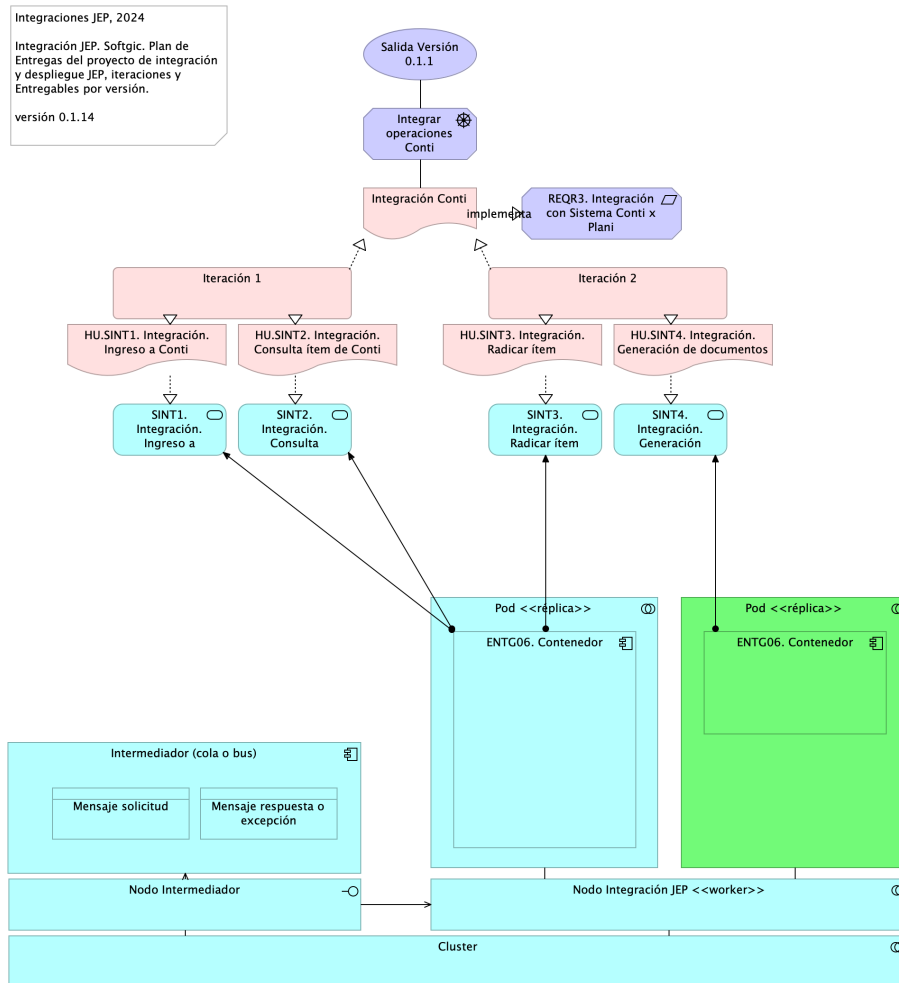 Integraciones JEP, 2024
Integración JEP. Softgic. Plan de
Entregas del proyecto de integración
y despliegue JEP, iteraciones y
Entregables por versión.
versión 0.1.14
Salida Versión
0.1.1
Integrar
operaciones
Conti
Integración Conti
implementa
REQR3. Integración
con Sistema Conti x
Plani
Iteración 1
Iteración 2
HU.SINT1. Integración.
Ingreso a Conti
HU.SINT2. Integración.
Consulta ítem de Conti
HU.SINT3. Integración.
Radicar ítem
HU.SINT4. Integración.
Generación de documentos
SINT1.
Integración.
Ingreso a
SINT2.
Integración.
Consulta
SINT3.
Integración.
Radicar ítem
SINT4.
Integración.
Generación
Pod <<réplica>>
ENTG06. Contenedor
Pod <<réplica>>
ENTG06. Contenedor
Intermediador (cola o bus)
Mensaje solicitud
Mensaje respuesta o
excepción
Nodo Intermediador
Nodo Integración JEP <<worker>>
Cluster